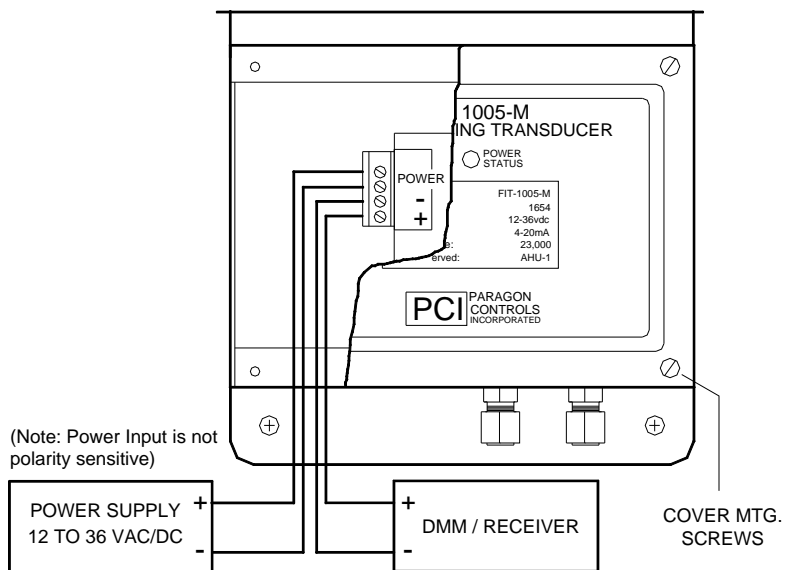 1005-M
ING TRANSDUCER
POWER
STATUS
POWER
-
+
FIT-1005-M
1654
12-36vdc
4-20mA
e: 23,000
erved: AHU-1
PCI
PARAGON
CONTROLS
INCORPORATED
(Note: Power Input is not
polarity sensitive)
POWER SUPPLY +
12 TO 36 VAC/DC -
+
DMM / RECEIVER
-
COVER MTG.
SCREWS